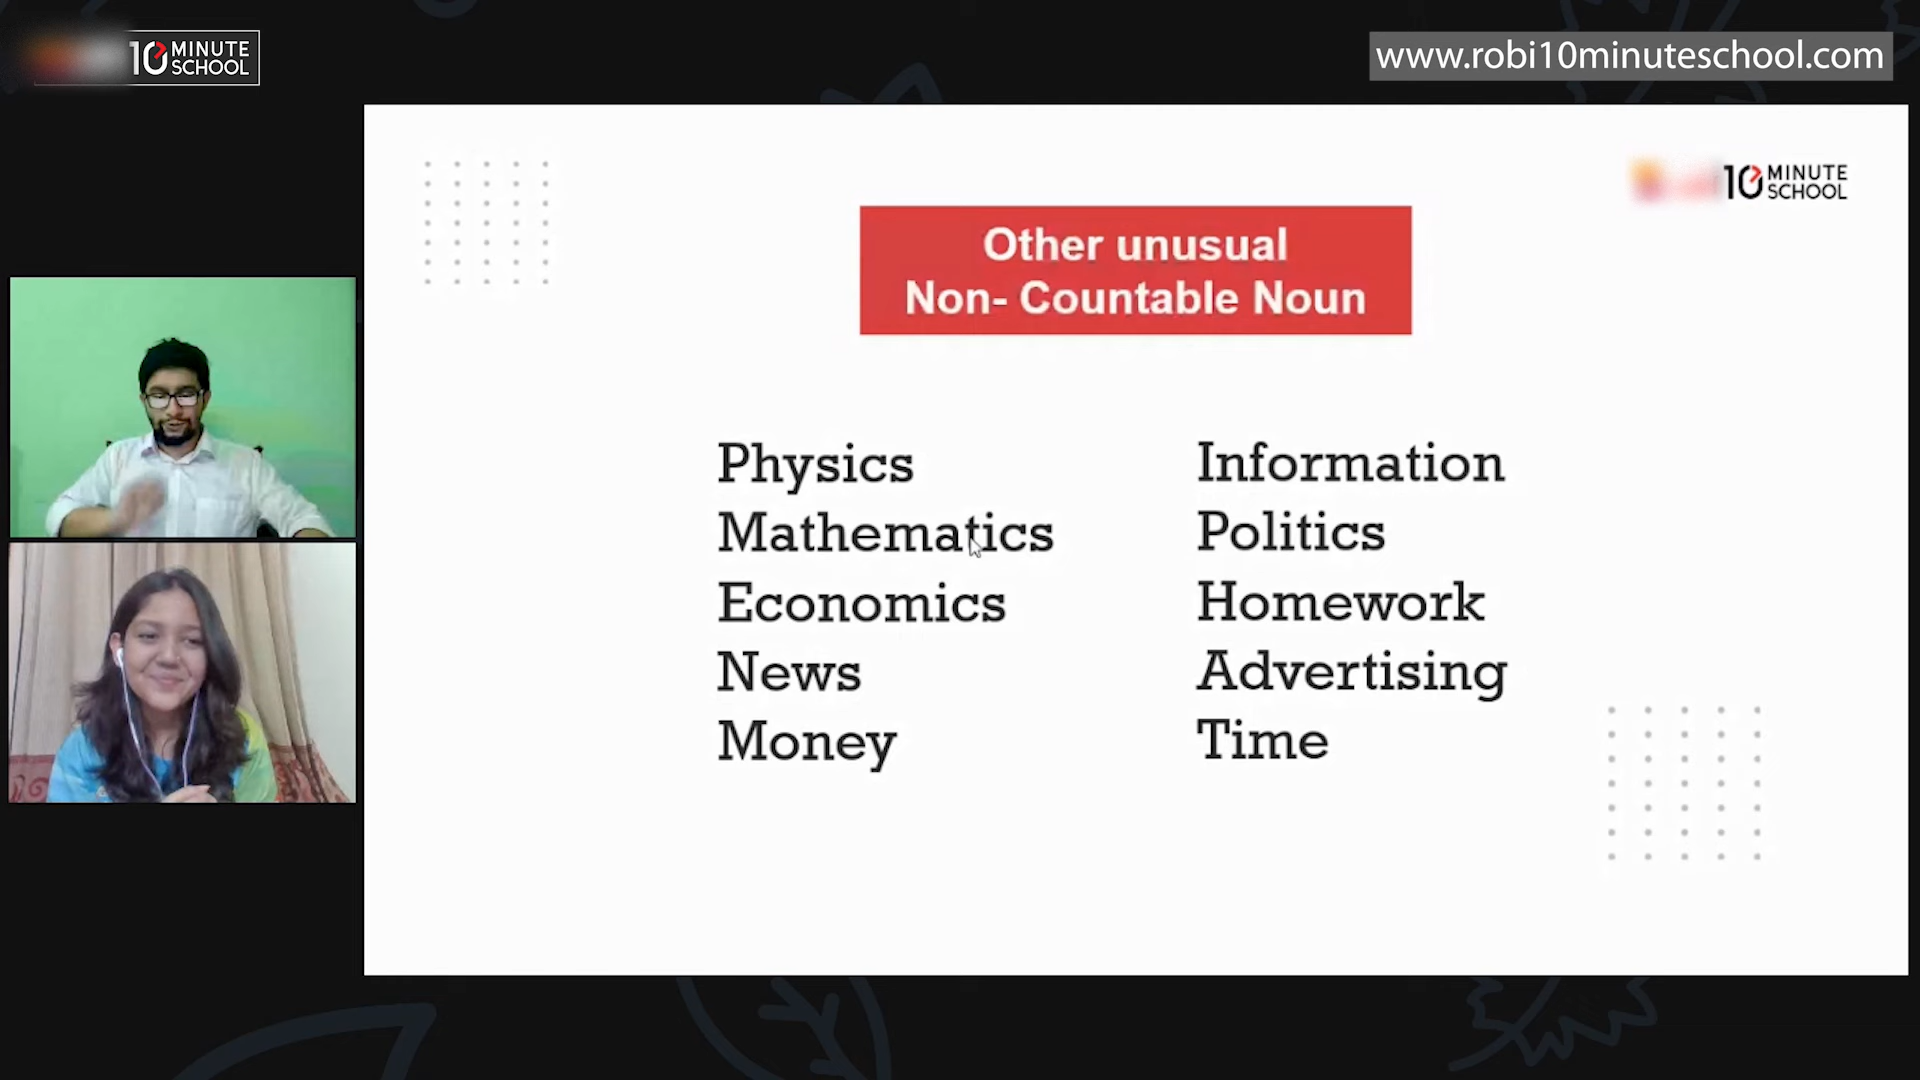 10 MINUTE SCHOOL
www.robi10minuteschool.com
10 MINUTE SCHOOL
Other unusual
Non- Countable Noun
Physics
Mathematics
Economics
News
Money
Information
Politics
Homework
Advertising
Time